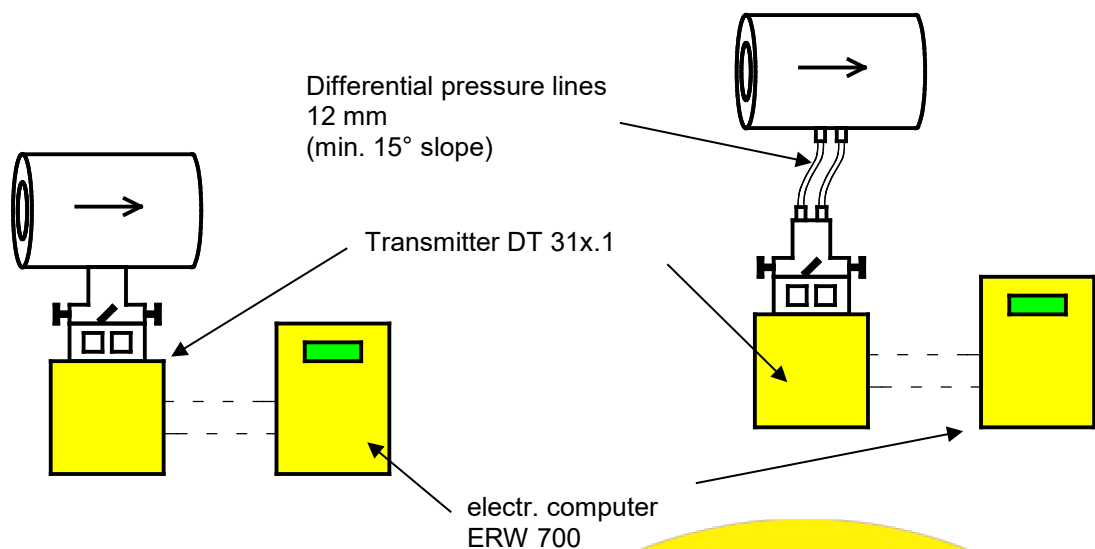 Differential pressure lines
12 mm
(min. 15° slope)
Transmitter DT 31x.1
electr. computer
ERW 700